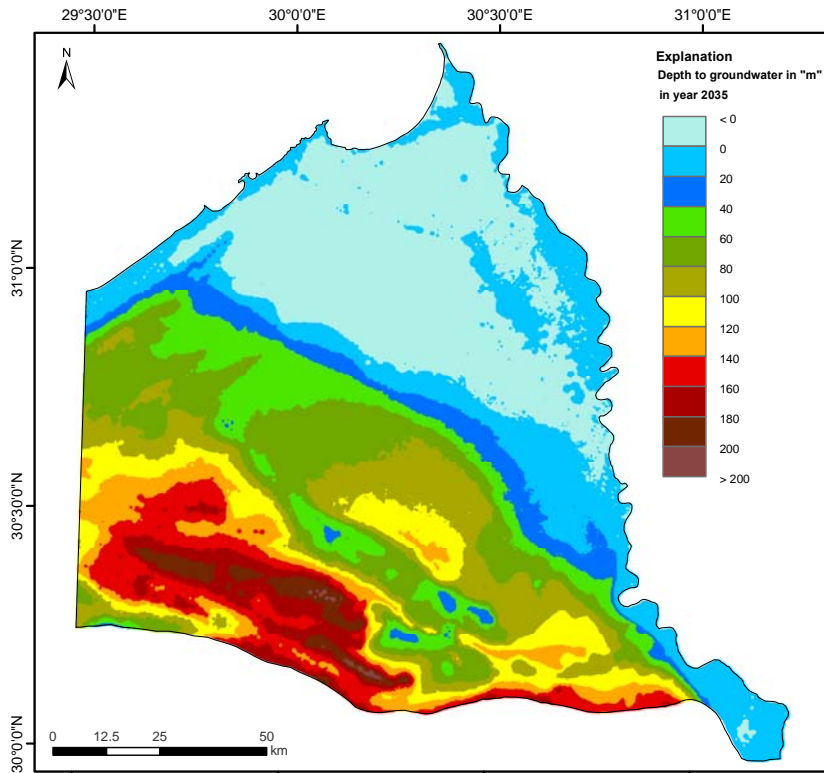 29°30'0"E 30°0'0"E 30°30'0"E 31°0'0"E
N
Explanation
Depth to groundwater in "m"
in year 2035
< 0
0
20
40
60
80
100
120
140
160
180
200
> 200
31°0'0"N
30°30'0"N
30°0'0"N
0 12.5 25 50
km